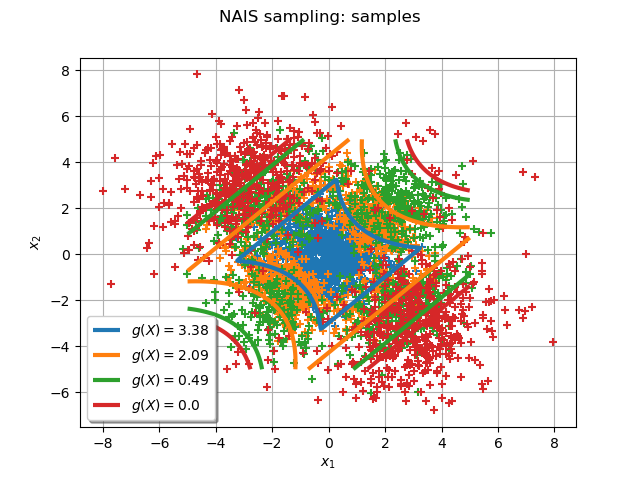 NAIS sampling: samples
8
6
4
2
0
−2
−4
−6
x₂
g(X) = 3.38
g(X) = 2.09
g(X) = 0.49
g(X) = 0.0
−8 −6 −4 −2 0 2 4 6 8
x₁